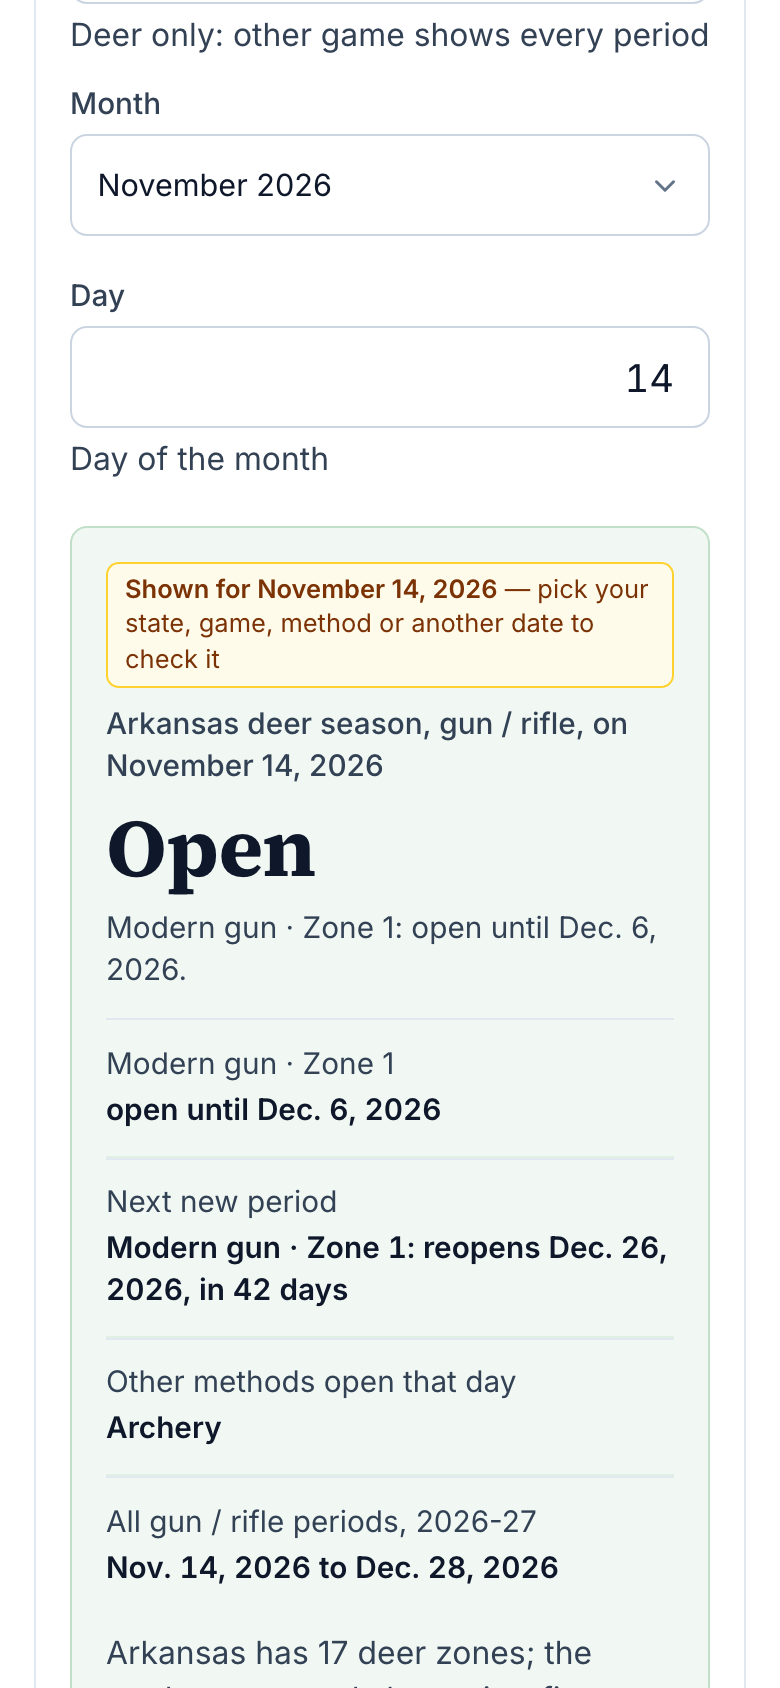 Deer only: other game shows every period
Month
November 2026
Day
14
Day of the month
Shown for November 14, 2026 — pick your
state, game, method or another date to
check it
Arkansas deer season, gun / rifle, on
November 14, 2026
Open
Modern gun · Zone 1: open until Dec. 6,
2026.
Modern gun · Zone 1
open until Dec. 6, 2026
Next new period
Modern gun · Zone 1: reopens Dec. 26,
2026, in 42 days
Other methods open that day
Archery
All gun / rifle periods, 2026-27
Nov. 14, 2026 to Dec. 28, 2026
Arkansas has 17 deer zones; the